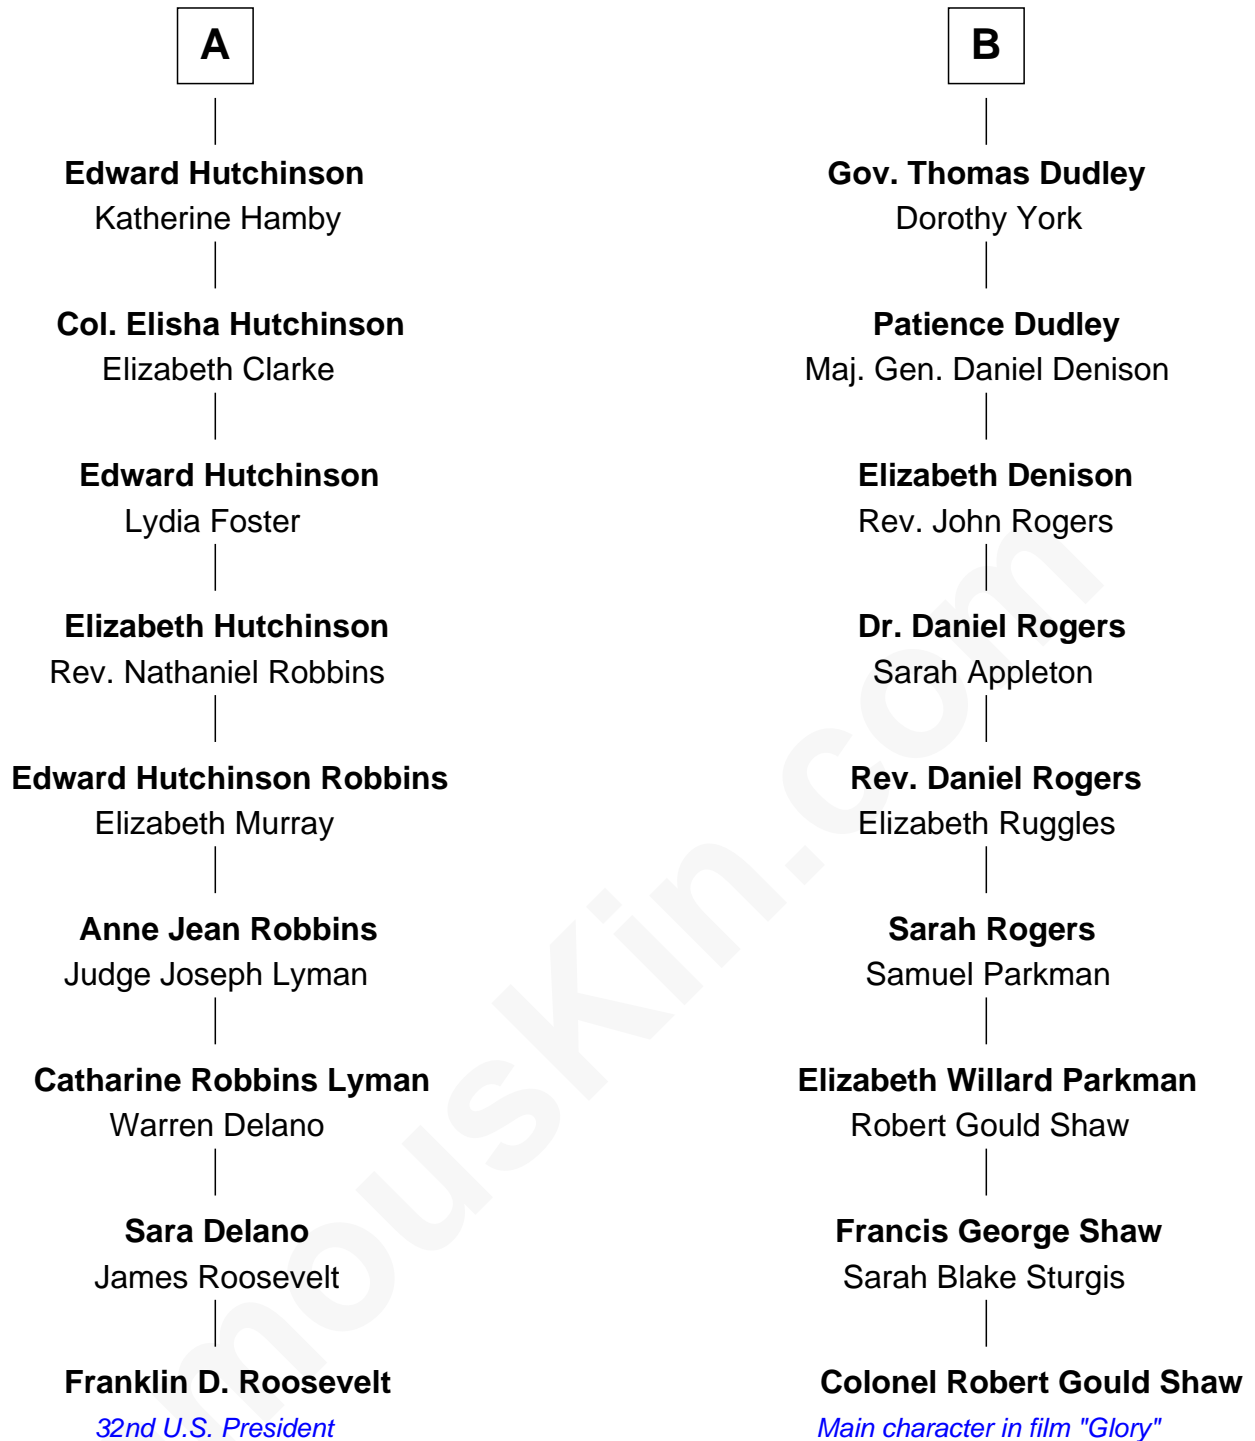 A
Edward Hutchinson
Katherine Hamby
Col. Elisha Hutchinson
Elizabeth Clarke
Edward Hutchinson
Lydia Foster
Elizabeth Hutchinson
Rev. Nathaniel Robbins
Edward Hutchinson Robbins
Elizabeth Murray
Anne Jean Robbins
Judge Joseph Lyman
Catharine Robbins Lyman
Warren Delano
Sara Delano
James Roosevelt
Franklin D. Roosevelt
32nd U.S. President
B
Gov. Thomas Dudley
Dorothy York
Patience Dudley
Maj. Gen. Daniel Denison
Elizabeth Denison
Rev. John Rogers
Dr. Daniel Rogers
Sarah Appleton
Rev. Daniel Rogers
Elizabeth Ruggles
Sarah Rogers
Samuel Parkman
Elizabeth Willard Parkman
Robert Gould Shaw
Francis George Shaw
Sarah Blake Sturgis
Colonel Robert Gould Shaw
Main character in film "Glory"
mousKin.com